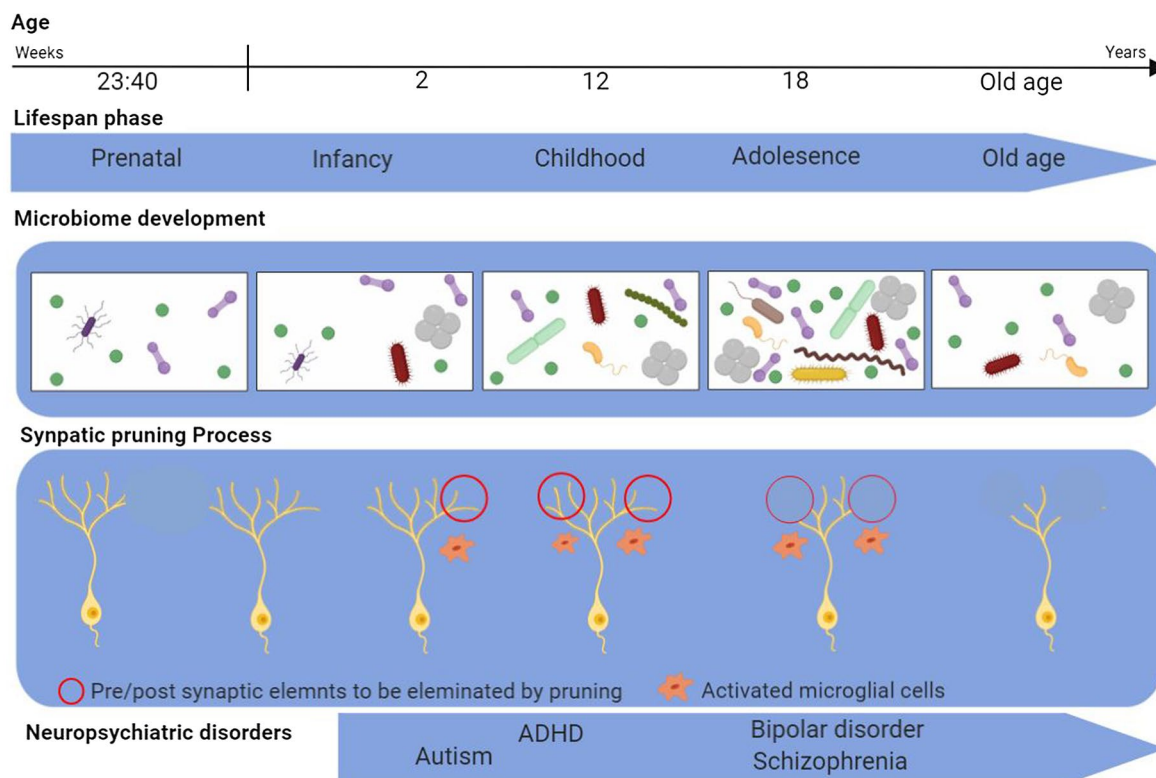 Age
Weeks
Years
23:40
2
12
18
Old age
Lifespan phase
Prenatal
Infancy
Childhood
Adolesence
Old age
Microbiome development
Synpatic pruning Process
Pre/post synaptic elemnts to be eleminated by pruning
Activated microglial cells
Neuropsychiatric disorders
Autism
ADHD
Bipolar disorder
Schizophrenia